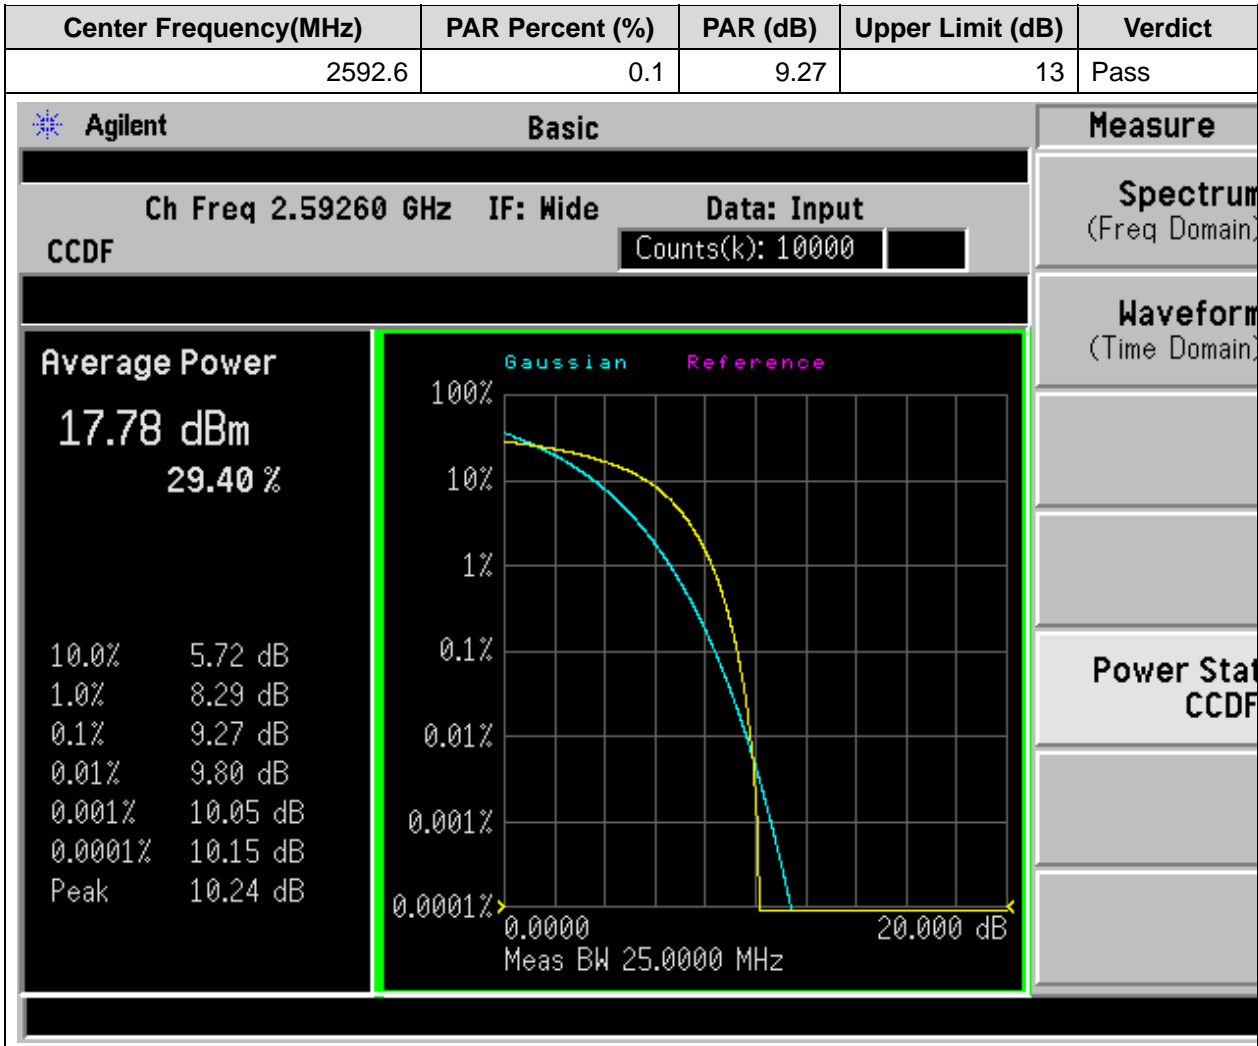 Center Frequency(MHz) PAR Percent (%) PAR (dB) Upper Limit (dB) Verdict
2592.6 0.1 9.27 13 Pass
Agilent Basic Measure
Ch Freq 2.59260 GHz IF: Wide Data: Input
CCDF Counts(k): 10000
Spectrum
(Freq Domain)
Waveform
(Time Domain)
Power Stat
CCDF
Average Power
17.78 dBm
29.40 %
10.0% 5.72 dB
1.0% 8.29 dB
0.1% 9.27 dB
0.01% 9.80 dB
0.001% 10.05 dB
0.0001% 10.15 dB
Peak 10.24 dB
Gaussian Reference
100%
10%
1%
0.1%
0.01%
0.001%
0.0001%
0.0000 20.000 dB
Meas BW 25.0000 MHz